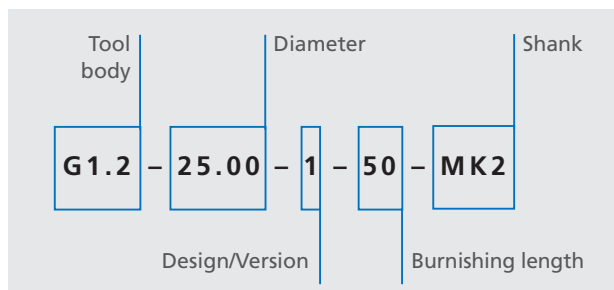 Tool body
Diameter
Shank
G1.2 – 25.00 – 1 – 50 – MK2
Design/Version
Burnishing length